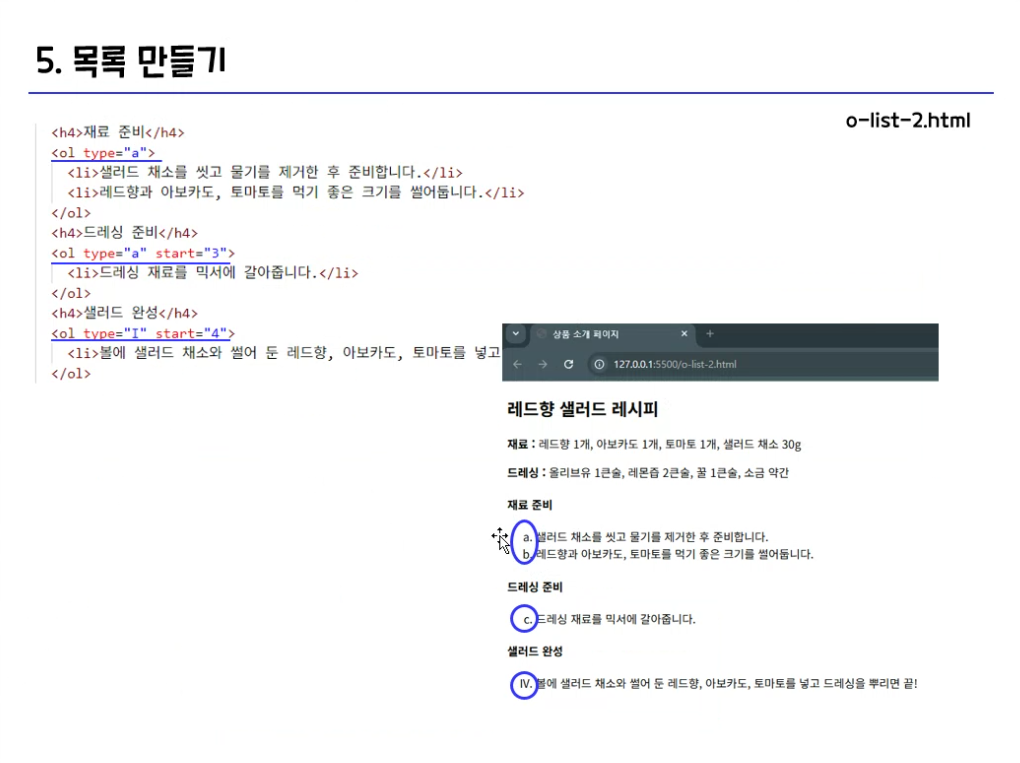 5. 목록 만들기
o-list-2.html
<h4>재료 준비</h4>
<ol type="a">
<li>샐러드 채소를 씻고 물기를 제거한 후 준비합니다.</li>
<li>레드향과 아보카도, 토마토를 먹기 좋은 크기를 썰어둡니다.</li>
</ol>
<h4>드레싱 준비</h4>
<ol type="a" start="3">
<li>드레싱 재료를 믹서에 갈아줍니다.</li>
</ol>
<h4>샐러드 완성</h4>
<ol type="I" start="4">
<li>볼에 샐러드 채소와 썰어 둔 레드향, 아보카도, 토마토를 넣고
</ol>
상품 소개 페이지
127.0.0.1:5500/o-list-2.html
레드향 샐러드 레시피
재료 : 레드향 1개, 아보카도 1개, 토마토 1개, 샐러드 채소 30g
드레싱 : 올리브유 1큰술, 레몬즙 2큰술, 꿀 1큰술, 소금 약간
재료 준비
a. 샐러드 채소를 씻고 물기를 제거한 후 준비합니다.
b. 레드향과 아보카도, 토마토를 먹기 좋은 크기를 썰어둡니다.
드레싱 준비
c. 드레싱 재료를 믹서에 갈아줍니다.
샐러드 완성
IV. 볼에 샐러드 채소와 썰어 둔 레드향, 아보카도, 토마토를 넣고 드레싱을 뿌리면 끝!